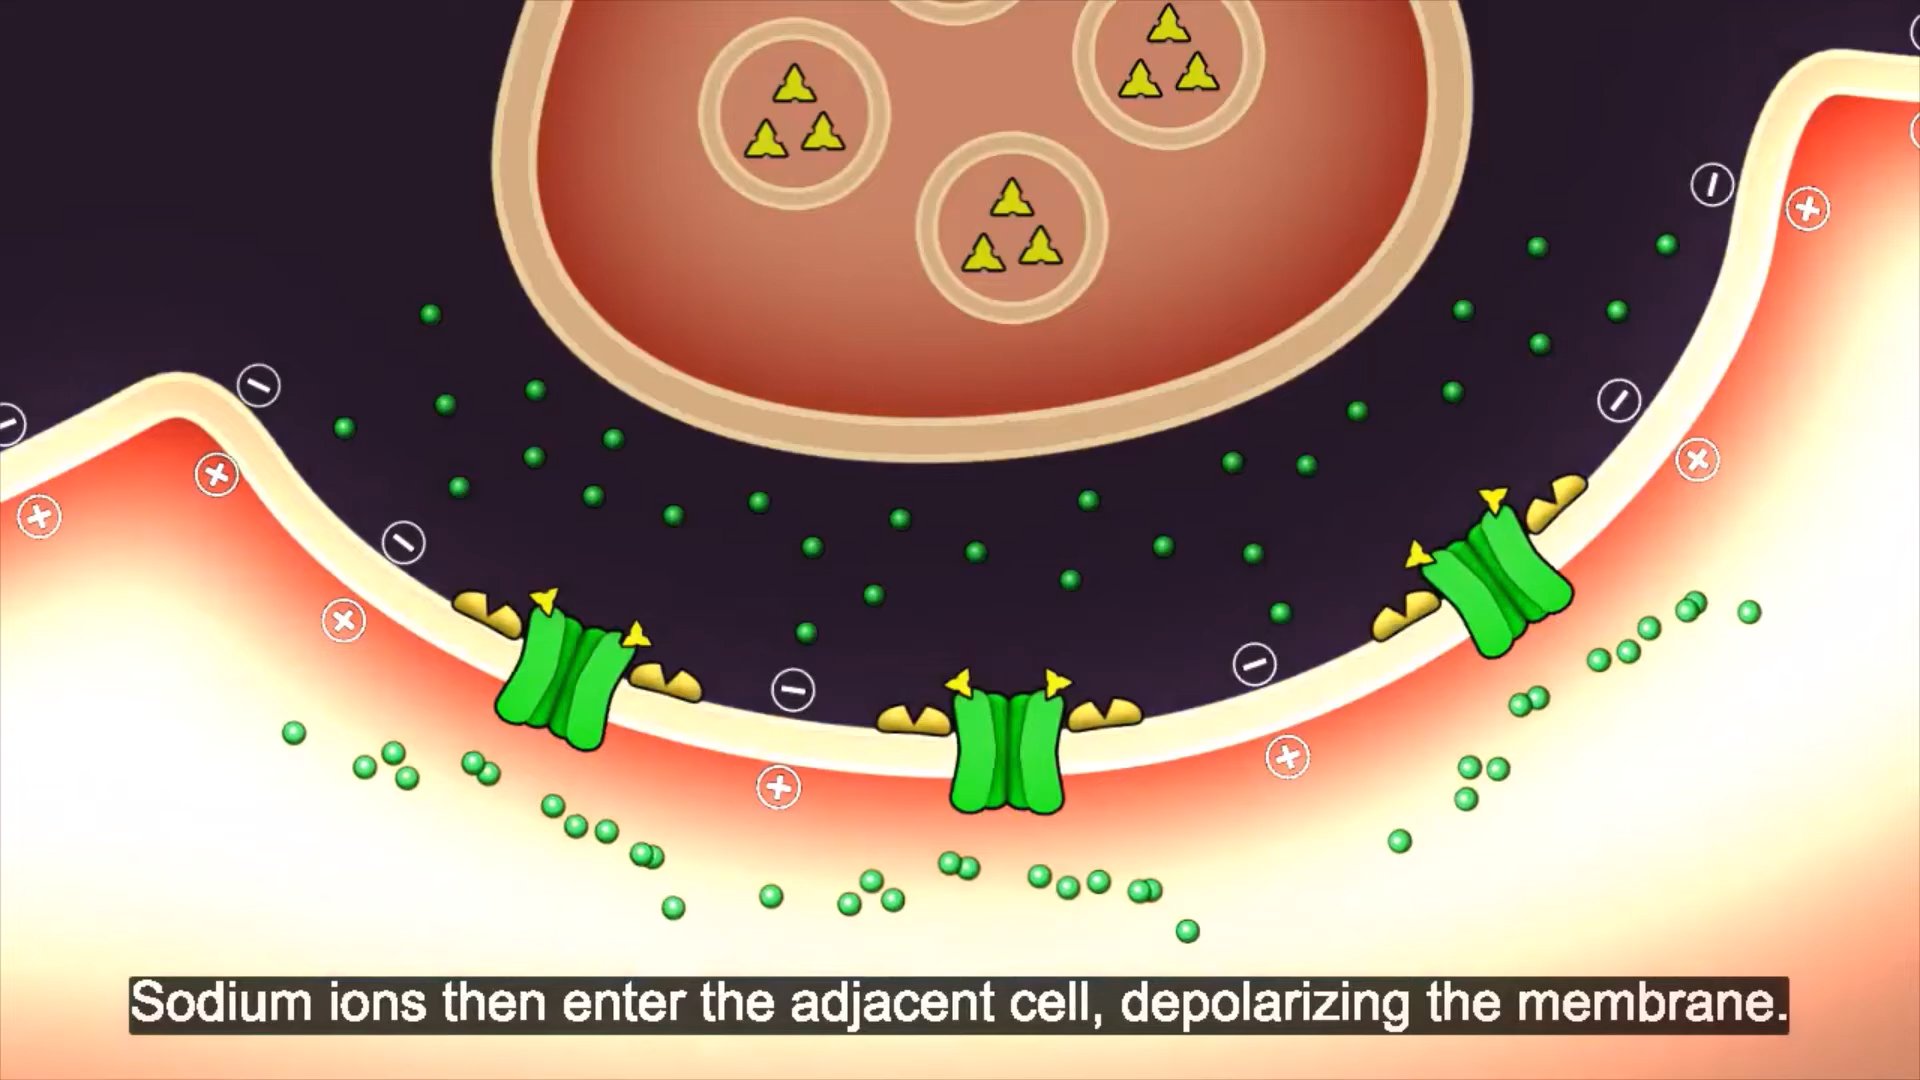 Sodium ions then enter the adjacent cell, depolarizing the membrane.